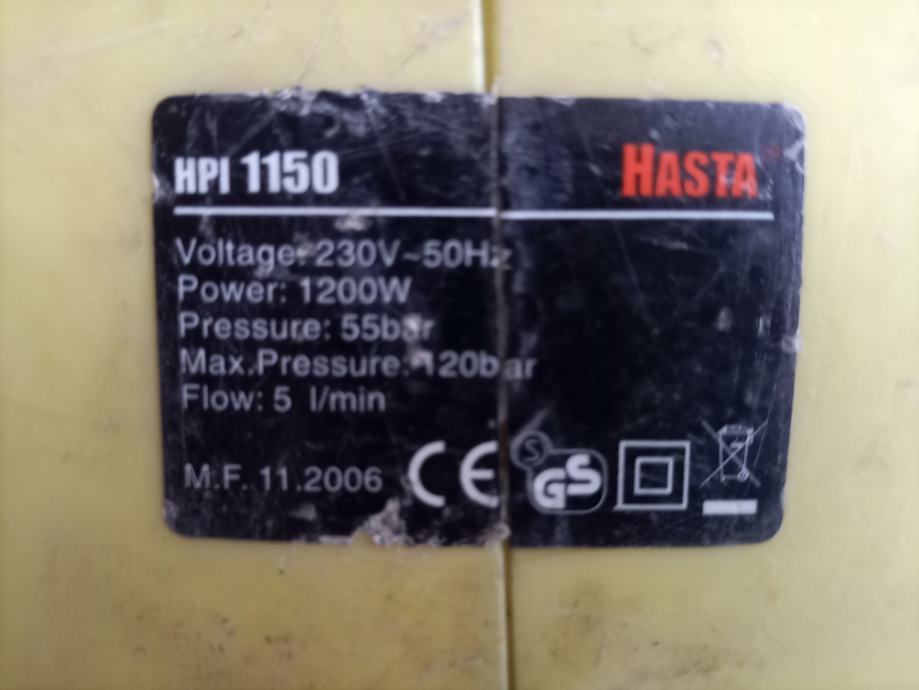 HPI 1150 HASTA
Voltage: 230V~50Hz
Power: 1200W
Pressure: 55bar
Max.Pressure: 120bar
Flow: 5 l/min
M.F. 11.2006 CE S GS